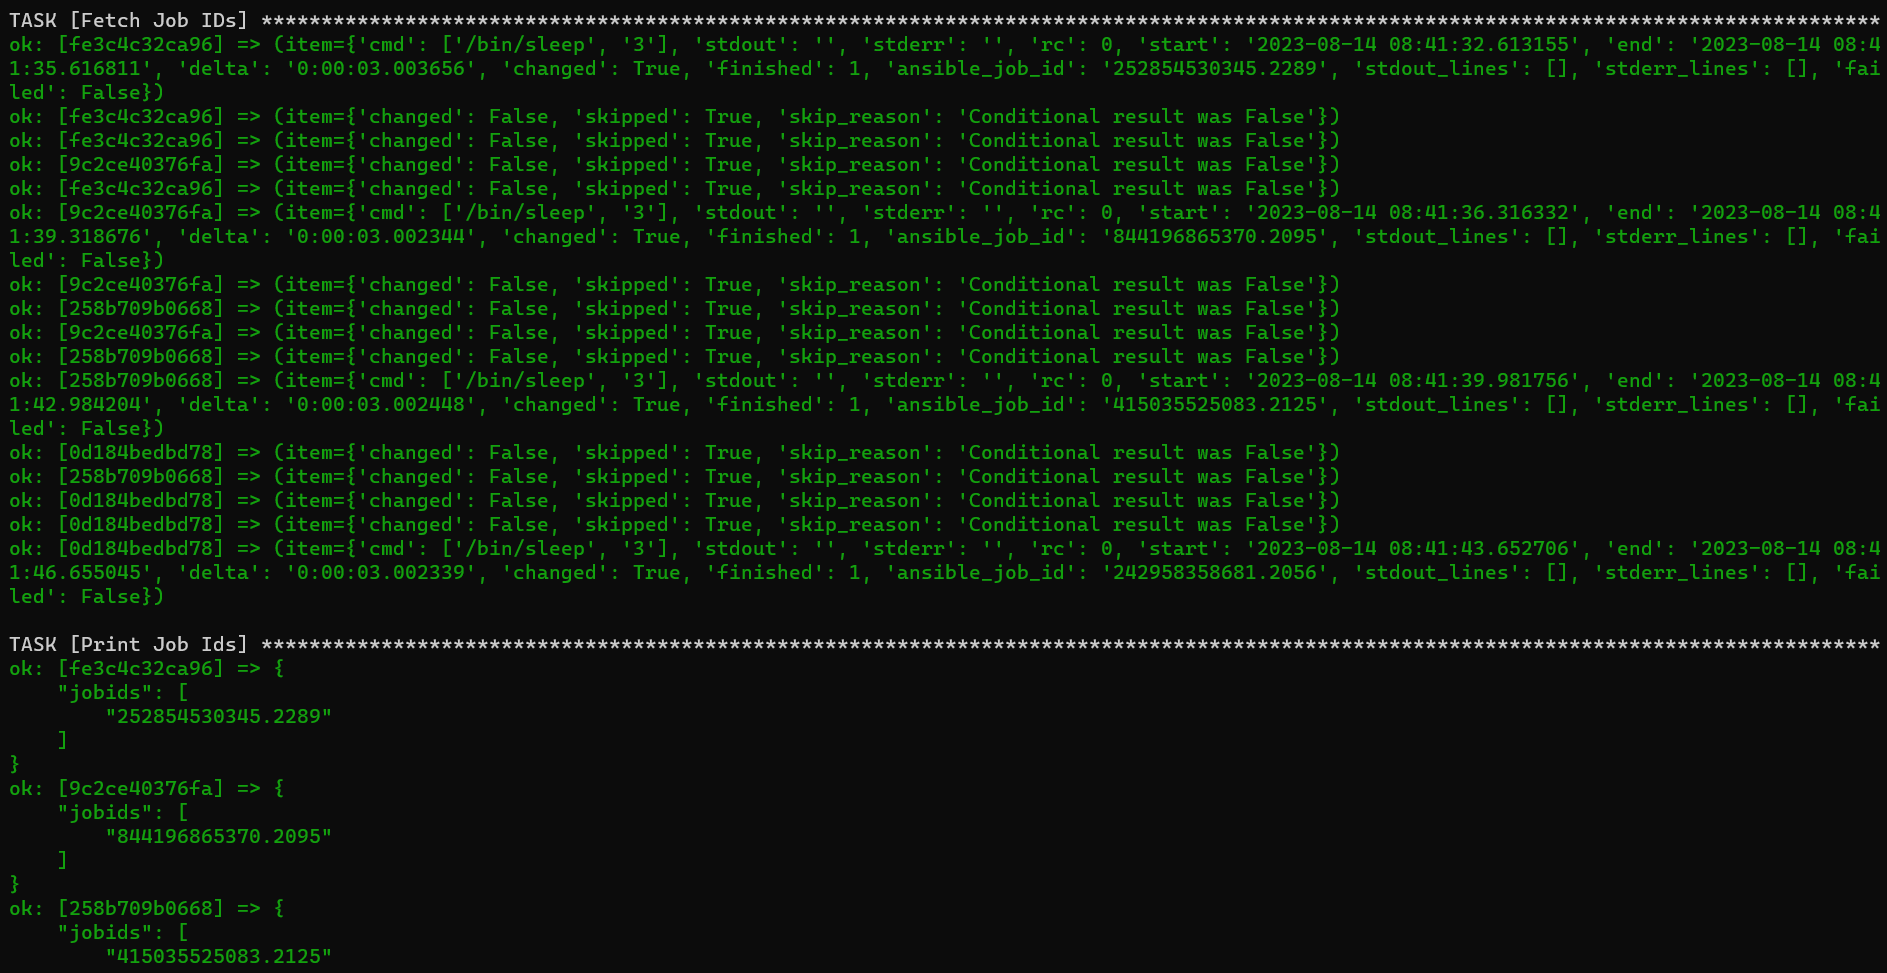 TASK [Fetch Job IDs] ***************************************************************************************************************************************
ok: [fe3c4c32ca96] => (item={'cmd': ['/bin/sleep', '3'], 'stdout': '', 'stderr': '', 'rc': 0, 'start': '2023-08-14 08:41:32.613155', 'end': '2023-08-14 08:4
1:35.616811', 'delta': '0:00:03.003656', 'changed': True, 'finished': 1, 'ansible_job_id': '252854530345.2289', 'stdout_lines': [], 'stderr_lines': [], 'fai
led': False})
ok: [fe3c4c32ca96] => (item={'changed': False, 'skipped': True, 'skip_reason': 'Conditional result was False'})
ok: [fe3c4c32ca96] => (item={'changed': False, 'skipped': True, 'skip_reason': 'Conditional result was False'})
ok: [9c2ce40376fa] => (item={'changed': False, 'skipped': True, 'skip_reason': 'Conditional result was False'})
ok: [fe3c4c32ca96] => (item={'changed': False, 'skipped': True, 'skip_reason': 'Conditional result was False'})
ok: [9c2ce40376fa] => (item={'cmd': ['/bin/sleep', '3'], 'stdout': '', 'stderr': '', 'rc': 0, 'start': '2023-08-14 08:41:36.316332', 'end': '2023-08-14 08:4
1:39.318676', 'delta': '0:00:03.002344', 'changed': True, 'finished': 1, 'ansible_job_id': '844196865370.2095', 'stdout_lines': [], 'stderr_lines': [], 'fai
led': False})
ok: [9c2ce40376fa] => (item={'changed': False, 'skipped': True, 'skip_reason': 'Conditional result was False'})
ok: [258b709b0668] => (item={'changed': False, 'skipped': True, 'skip_reason': 'Conditional result was False'})
ok: [9c2ce40376fa] => (item={'changed': False, 'skipped': True, 'skip_reason': 'Conditional result was False'})
ok: [258b709b0668] => (item={'changed': False, 'skipped': True, 'skip_reason': 'Conditional result was False'})
ok: [258b709b0668] => (item={'cmd': ['/bin/sleep', '3'], 'stdout': '', 'stderr': '', 'rc': 0, 'start': '2023-08-14 08:41:39.981756', 'end': '2023-08-14 08:4
1:42.984204', 'delta': '0:00:03.002448', 'changed': True, 'finished': 1, 'ansible_job_id': '415035525083.2125', 'stdout_lines': [], 'stderr_lines': [], 'fai
led': False})
ok: [0d184bedbd78] => (item={'changed': False, 'skipped': True, 'skip_reason': 'Conditional result was False'})
ok: [258b709b0668] => (item={'changed': False, 'skipped': True, 'skip_reason': 'Conditional result was False'})
ok: [0d184bedbd78] => (item={'changed': False, 'skipped': True, 'skip_reason': 'Conditional result was False'})
ok: [0d184bedbd78] => (item={'changed': False, 'skipped': True, 'skip_reason': 'Conditional result was False'})
ok: [0d184bedbd78] => (item={'cmd': ['/bin/sleep', '3'], 'stdout': '', 'stderr': '', 'rc': 0, 'start': '2023-08-14 08:41:43.652706', 'end': '2023-08-14 08:4
1:46.655045', 'delta': '0:00:03.002339', 'changed': True, 'finished': 1, 'ansible_job_id': '242958358681.2056', 'stdout_lines': [], 'stderr_lines': [], 'fai
led': False})
TASK [Print Job Ids] ***************************************************************************************************************************************
ok: [fe3c4c32ca96] => {
    "jobids": [
        "252854530345.2289"
    ]
}
ok: [9c2ce40376fa] => {
    "jobids": [
        "844196865370.2095"
    ]
}
ok: [258b709b0668] => {
    "jobids": [
        "415035525083.2125"